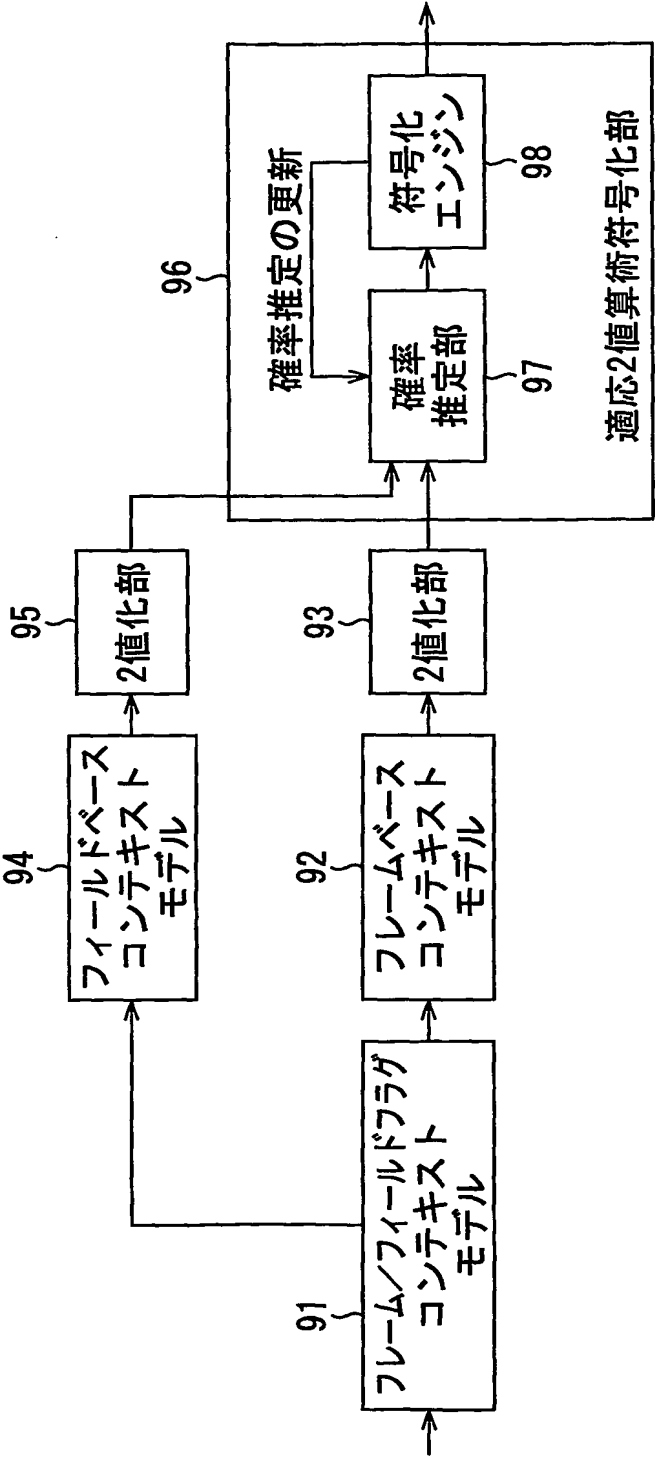 91
フレーム/フィールドフラグ
コンテキスト
モデル
94
フィールドベース
コンテキスト
モデル
95
2値化部
92
フレームベース
コンテキスト
モデル
93
2値化部
96
確率推定の更新
確率
推定部
97
符号化
エンジン
98
適応2値算術符号化部